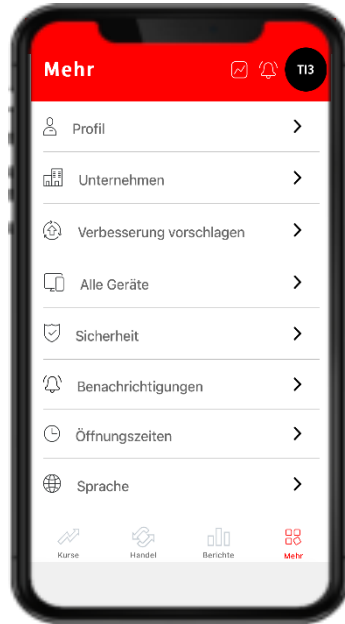 Mehr
TI3
Profil
Unternehmen
Verbesserung vorschlagen
Alle Geräte
Sicherheit
Benachrichtigungen
Öffnungszeiten
Sprache
Kurse Handel Berichte Mehr